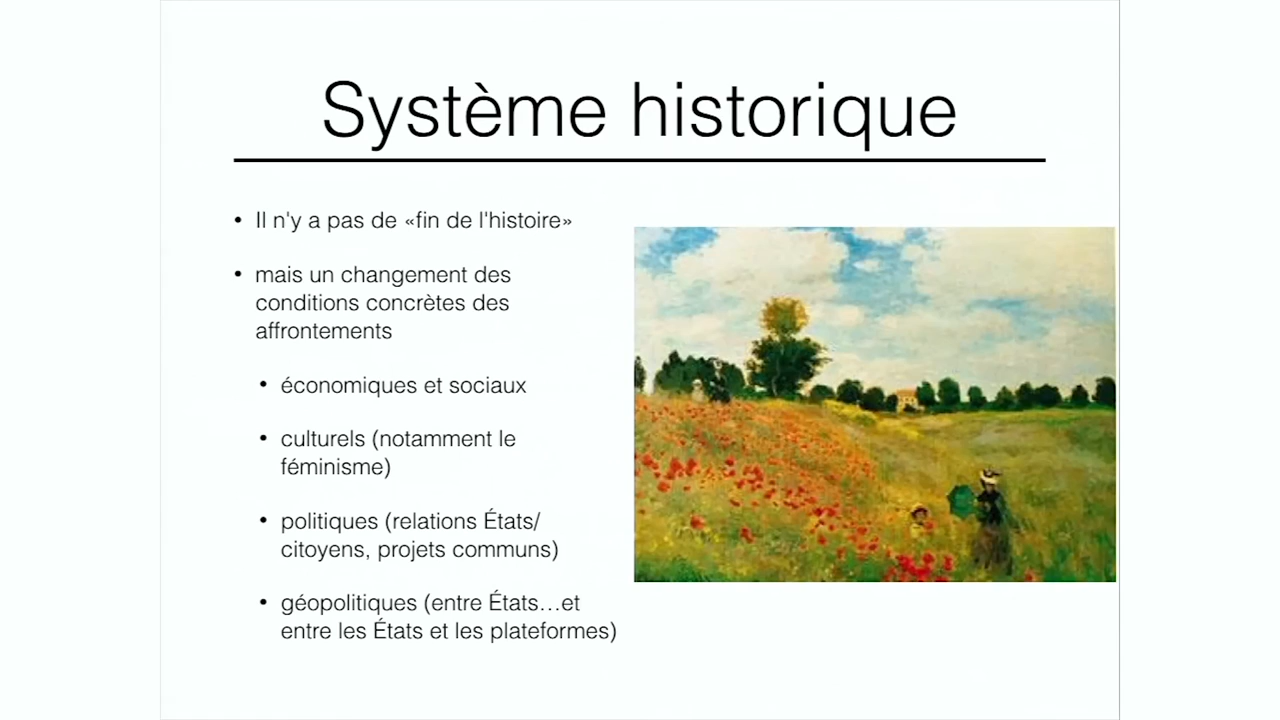 Système historique
• Il n'y a pas de «fin de l'histoire»
• mais un changement des
conditions concrètes des
affrontements
• économiques et sociaux
• culturels (notamment le
féminisme)
• politiques (relations États/
citoyens, projets communs)
• géopolitiques (entre États…et
entre les États et les plateformes)